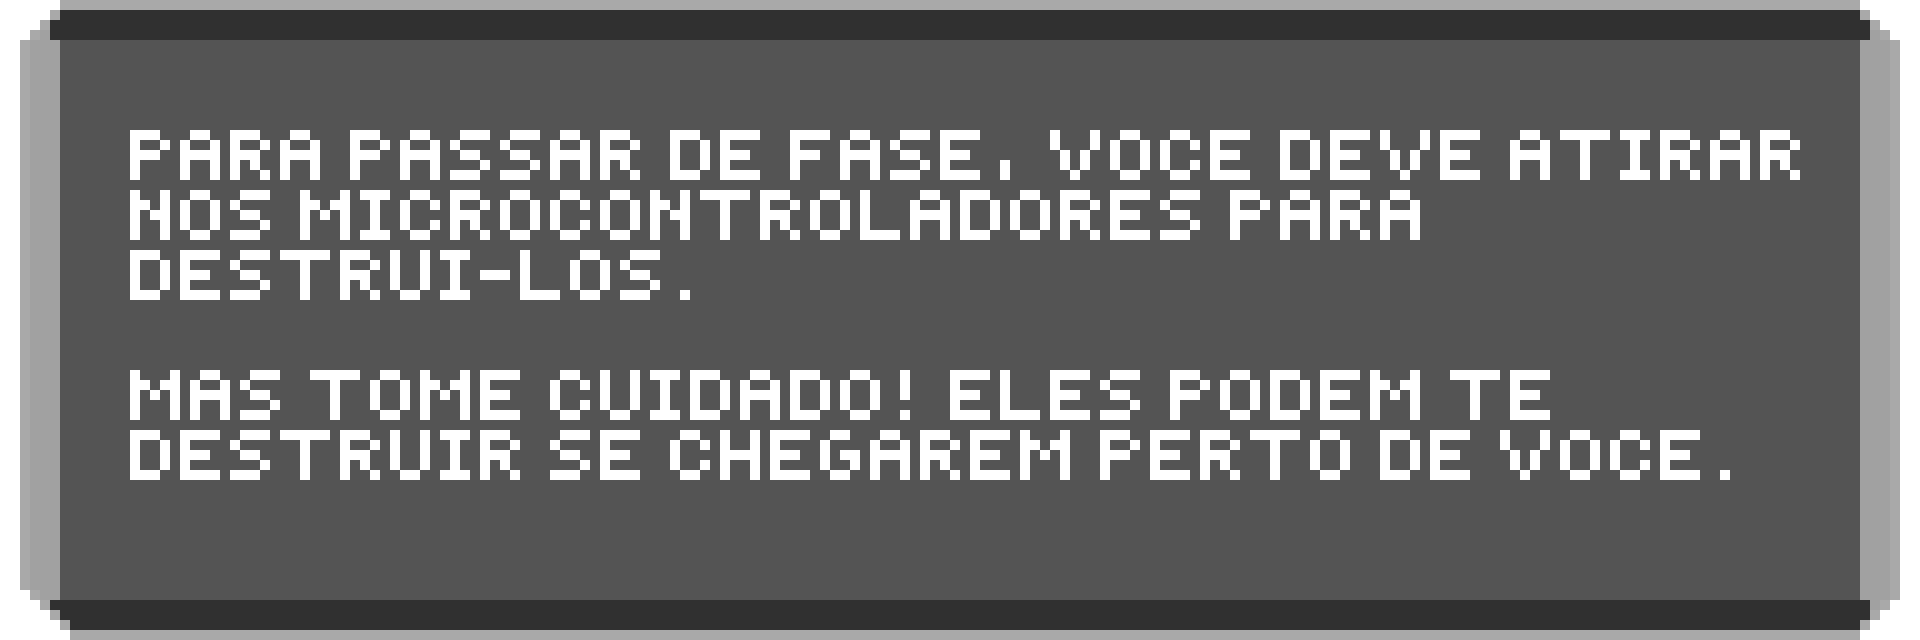 PARA PASSAR DE FASE, VOCE DEVE ATIRAR
NOS MICROCONTROLADORES PARA
DESTRUI-LOS.
MAS TOME CUIDADO! ELES PODEM TE
DESTRUIR SE CHEGAREM PERTO DE VOCE.